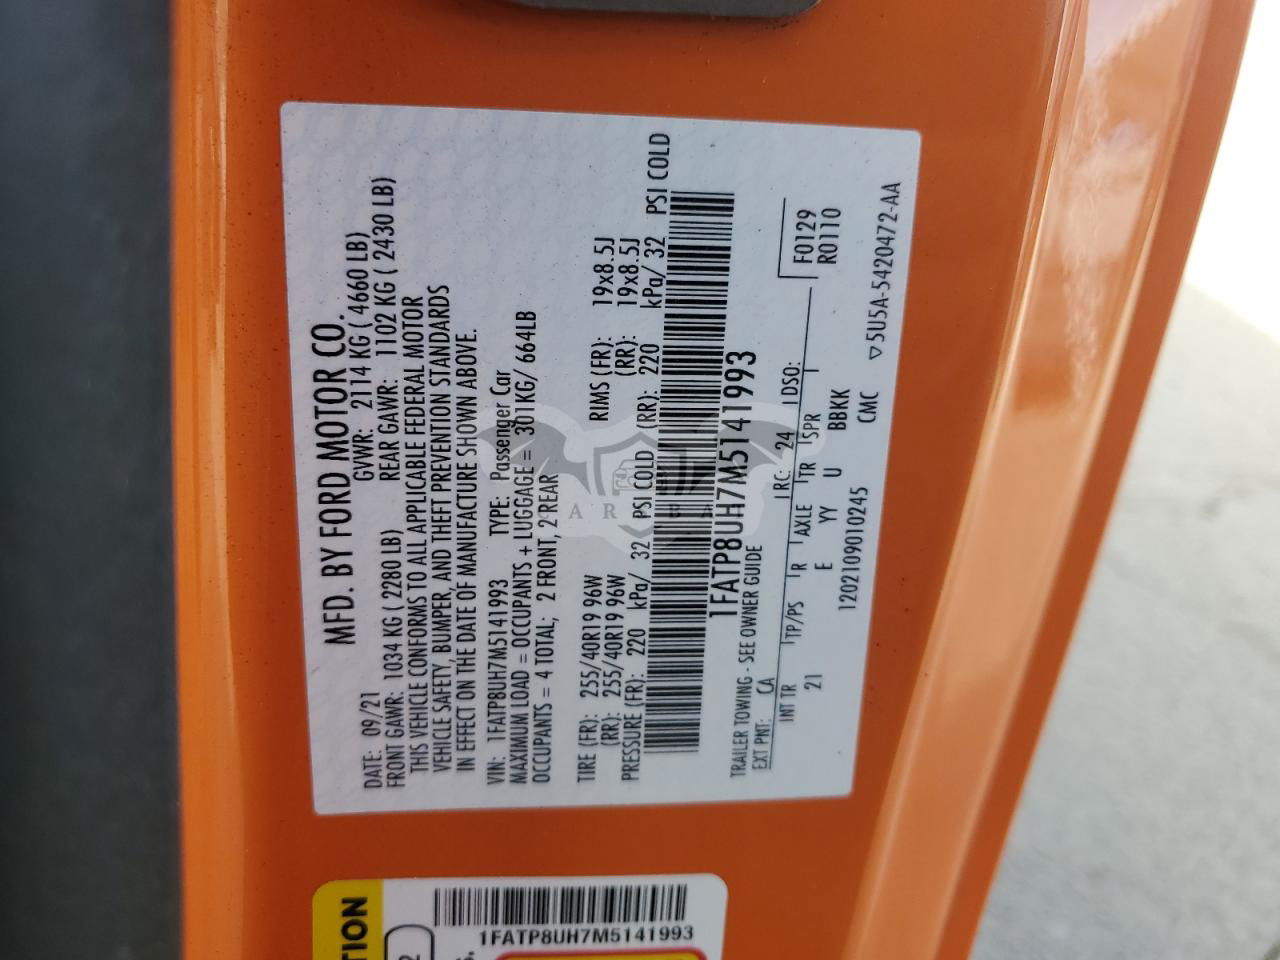 MFD. BY FORD MOTOR CO.
DATE: 09/21 GVWR: 2114 KG ( 4660 LB)
FRONT GAWR: 1034 KG ( 2280 LB) REAR GAWR: 1102 KG ( 2430 LB)
THIS VEHICLE CONFORMS TO ALL APPLICABLE FEDERAL MOTOR
VEHICLE SAFETY, BUMPER, AND THEFT PREVENTION STANDARDS
IN EFFECT ON THE DATE OF MANUFACTURE SHOWN ABOVE.
VIN: 1FATP8UH7M5141993 TYPE: Passenger Car
MAXIMUM LOAD = OCCUPANTS + LUGGAGE = 301KG/ 664LB
OCCUPANTS = 4 TOTAL; 2 FRONT, 2 REAR
TIRE (FR): 255/40R19 96W RIMS (FR): 19x8.5J
(RR): 255/40R19 96W (RR): 19x8.5J
PRESSURE (FR): 220 kPa/ 32 PSI COLD (RR): 220 kPa/ 32 PSI COLD
1FATP8UH7M5141993
TRAILER TOWING - SEE OWNER GUIDE
EXT PNT: CA RC: 24 DSO:
INT TR TP/PS R AXLE TR SPR F0129
21 E YY U BBKK R0110
1202109010245 CMC
▽5U5A-5420472-AA
TION
2
1FATP8UH7M5141993